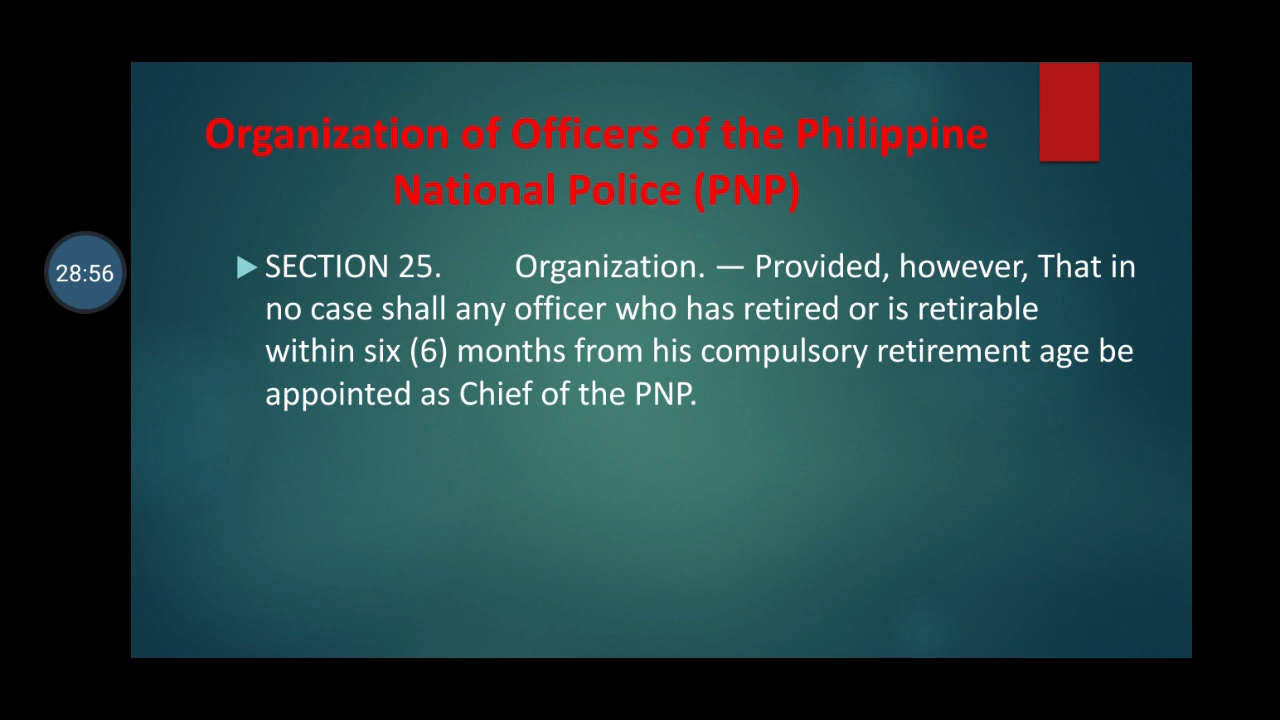 Organization of Officers of the Philippine
National Police (PNP)
28:56
SECTION 25. Organization. — Provided, however, That in
no case shall any officer who has retired or is retirable
within six (6) months from his compulsory retirement age be
appointed as Chief of the PNP.